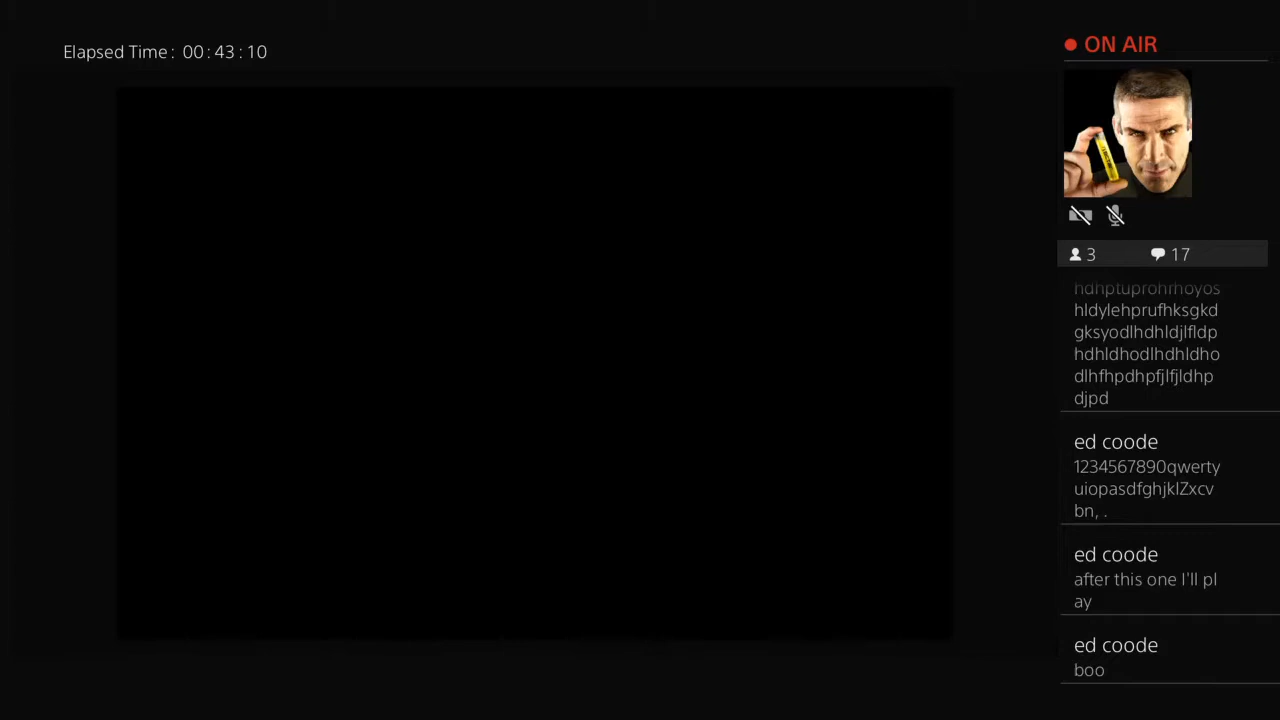 Elapsed Time: 00:43:10
ON AIR
3 17
hdhptuprohrhoyos
hldylehprufhksgkd
gksyodlhdhldjlfldp
hdhldhodlhdhldho
dlhfhpdhpfjlfjldhp
djpd
ed coode
1234567890qwerty
uiopasdfghjklZxcv
bn, .
ed coode
after this one I'll pl
ay
ed coode
boo